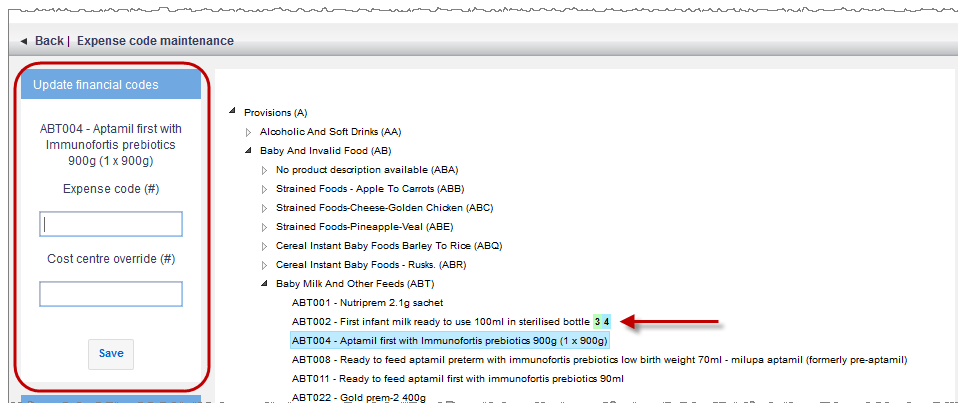 Back | Expense code maintenance
Update financial codes
ABT004 - Aptamil first with
Immunofortis prebiotics
900g (1 x 900g)
Expense code (#)
Cost centre override (#)
Save
Provisions (A)
Alcoholic And Soft Drinks (AA)
Baby And Invalid Food (AB)
No product description available (ABA)
Strained Foods - Apple To Carrots (ABB)
Strained Foods-Cheese-Golden Chicken (ABC)
Strained Foods-Pineapple-Veal (ABE)
Cereal Instant Baby Foods Barley To Rice (ABQ)
Cereal Instant Baby Foods - Rusks. (ABR)
Baby Milk And Other Feeds (ABT)
ABT001 - Nutriprem 2.1g sachet
ABT002 - First infant milk ready to use 100ml in sterilised bottle 3 4
ABT004 - Aptamil first with Immunofortis prebiotics 900g (1 x 900g)
ABT008 - Ready to feed aptamil preterm with immunofortis prebiotics low birth weight 70ml - milupa aptamil (formerly pre-aptamil)
ABT011 - Ready to feed aptamil first with immunofortis prebiotics 90ml
ABT022 - Gold prem-2 400g